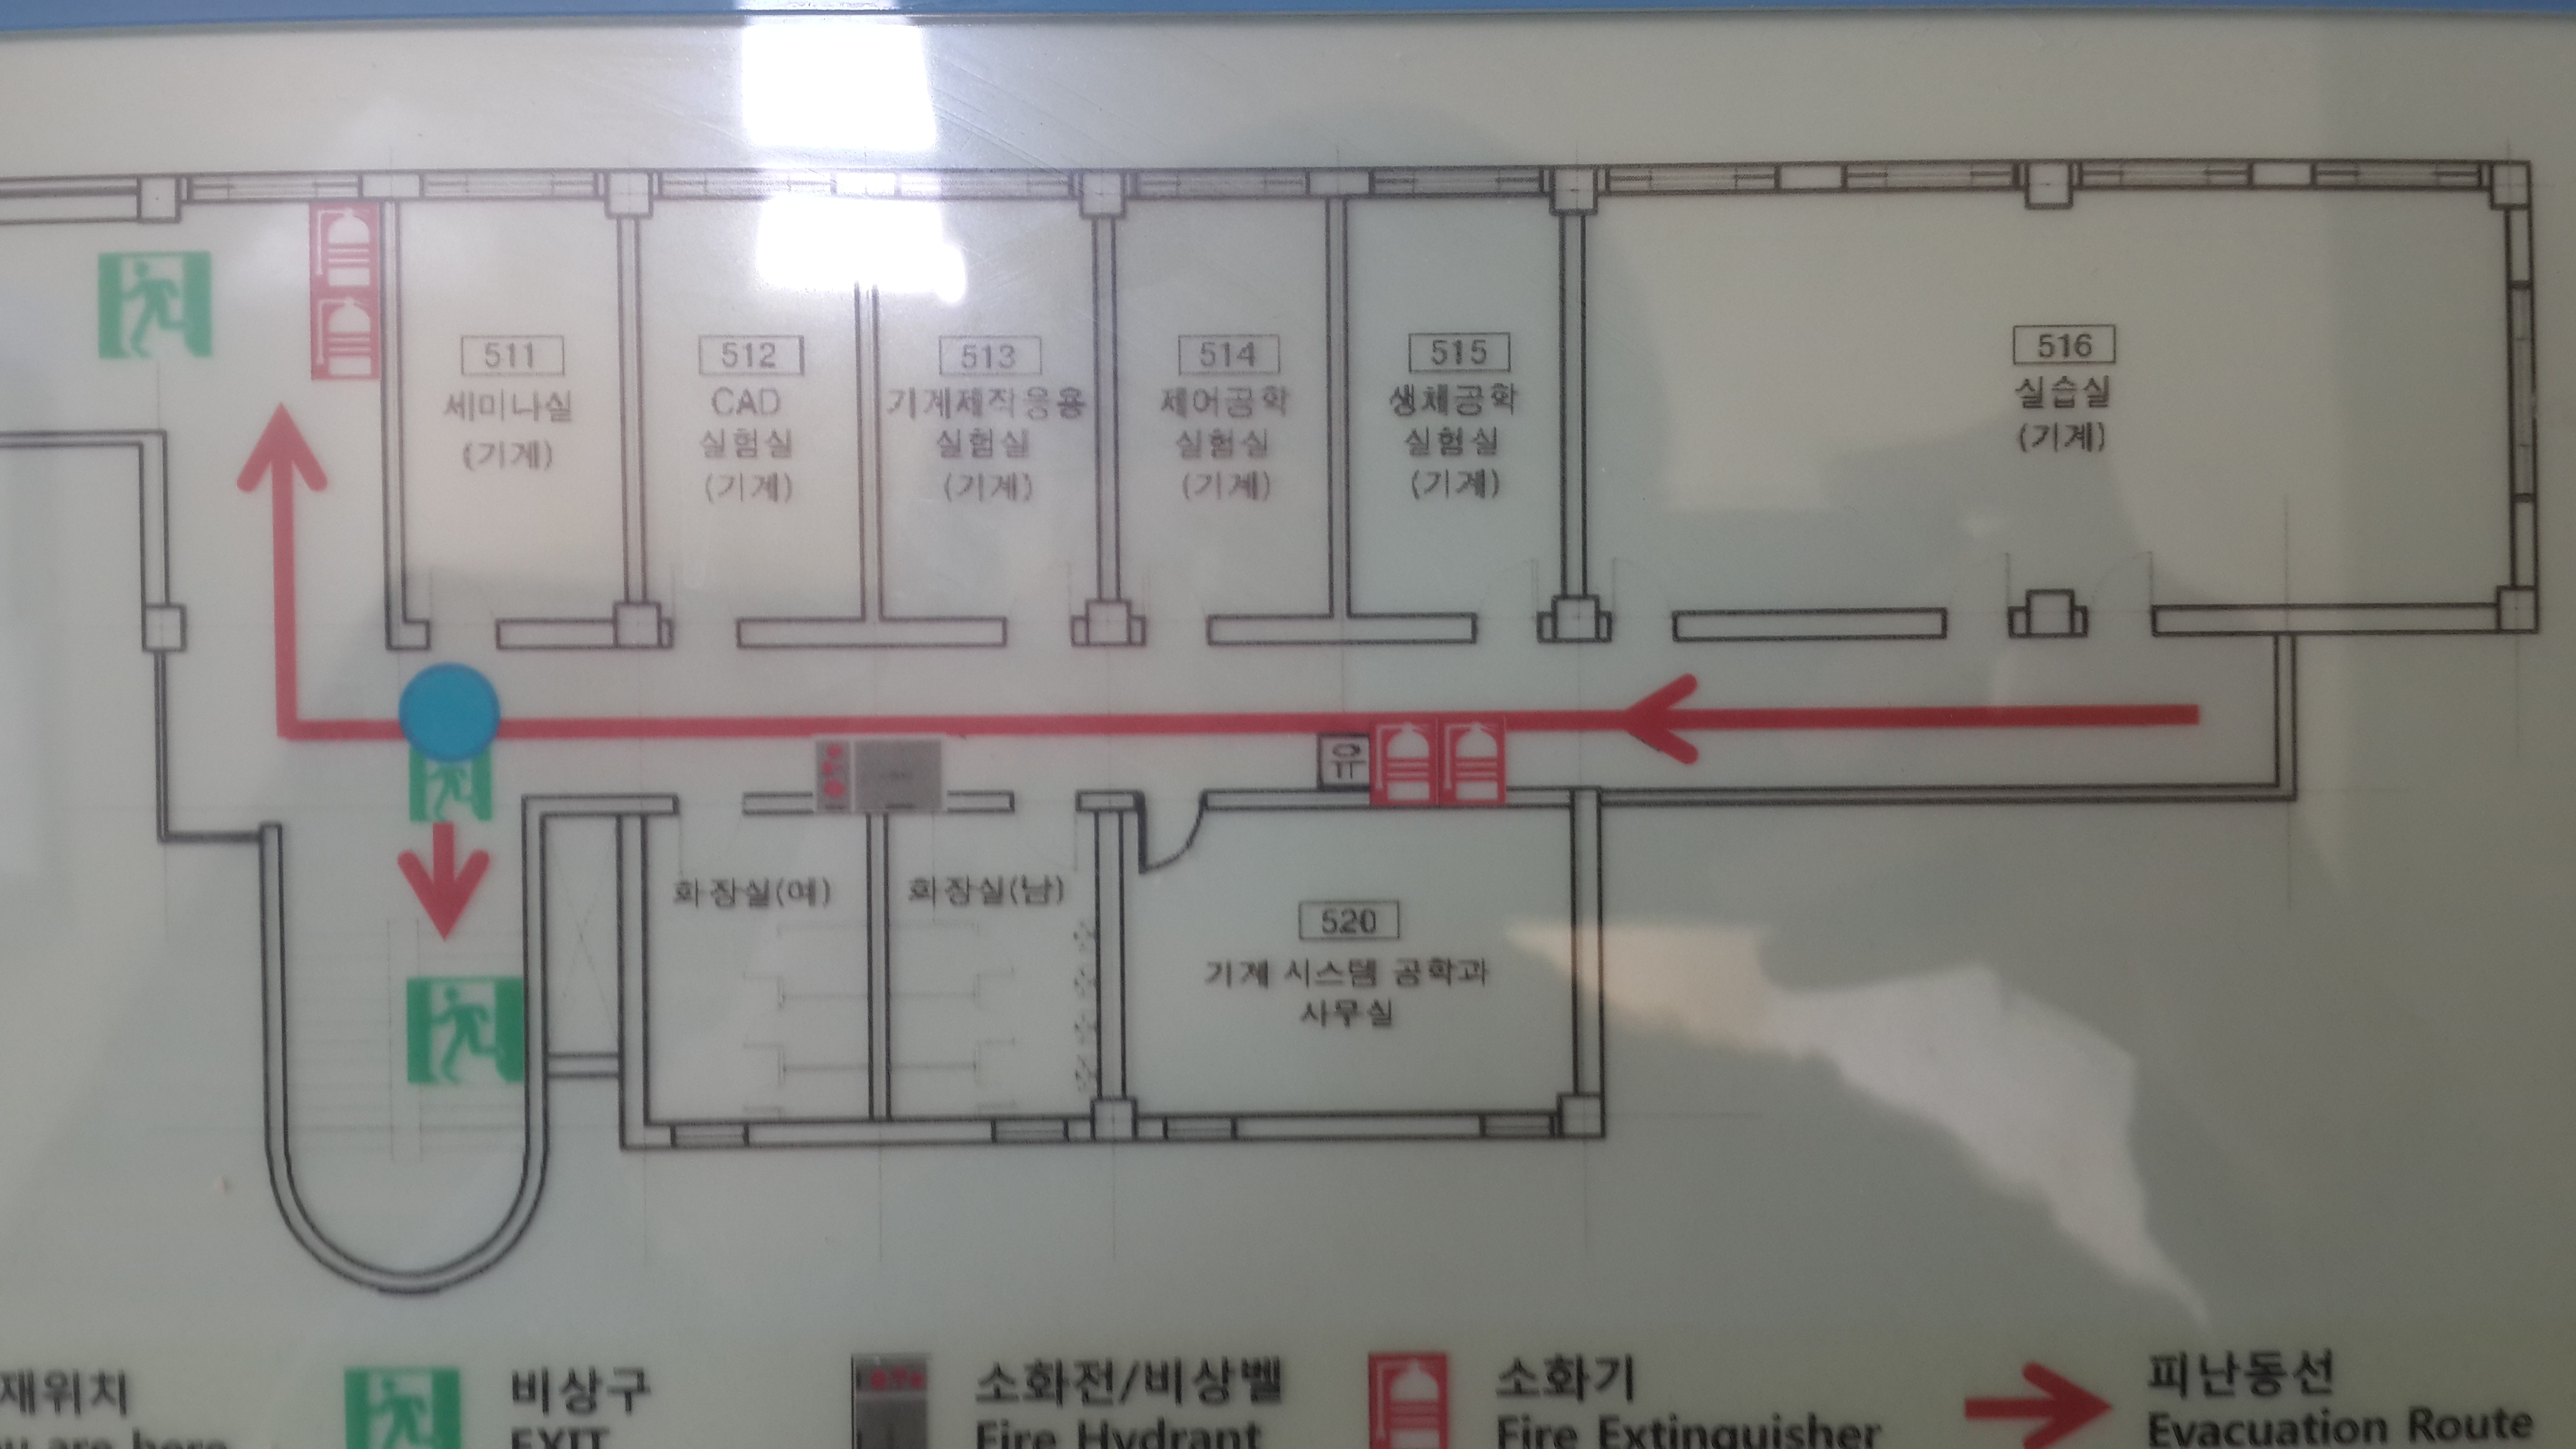 511
세미나실
(기계)
512
CAD
실험실
(기계)
513
기계제작응용
실험실
(기계)
514
제어공학
실험실
(기계)
515
생체공학
실험실
(기계)
516
실습실
(기계)
유
화장실(여)
화장실(남)
520
기계 시스템 공학과
사무실
재위치
are here
비상구
EXIT
소화전/비상벨
Fire Hydrant
소화기
Fire Extinguisher
피난동선
Evacuation Route